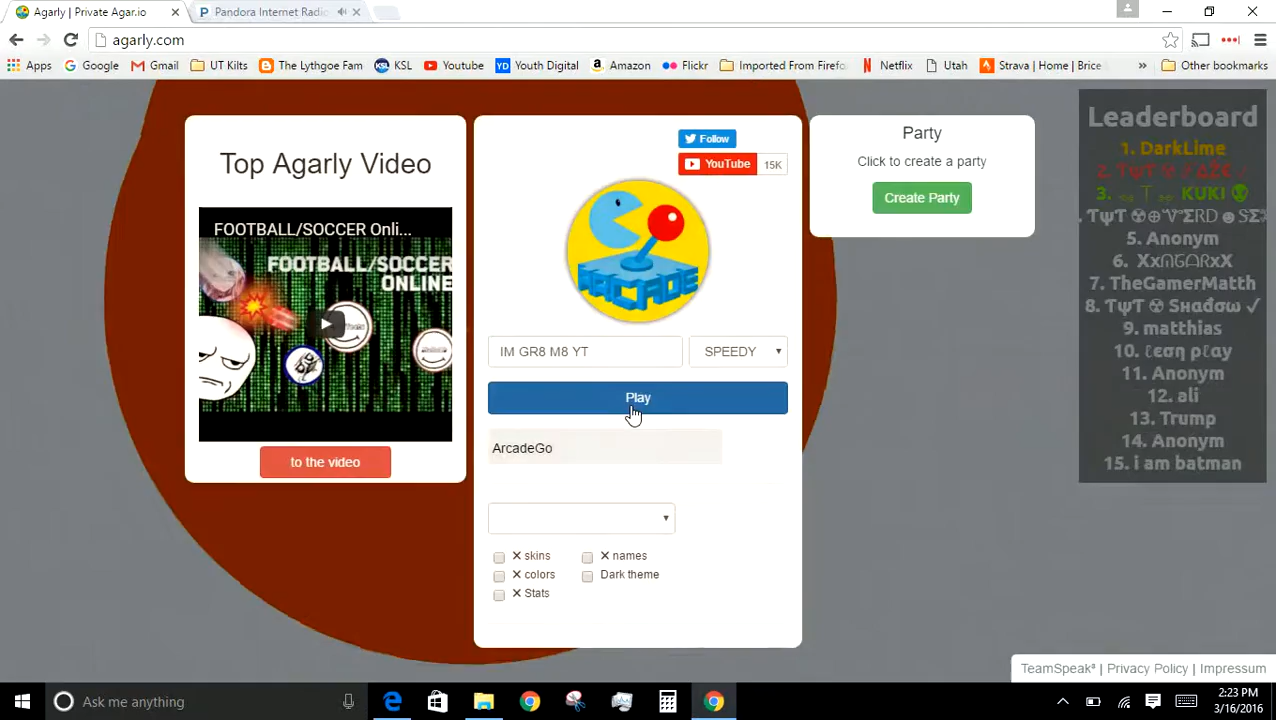 Agarly | Private Agar.io
Pandora Internet Radio
agarly.com
Apps
Google
Gmail
UT Kilts
The Lythgoe Fam
KSL
Youtube
Youth Digital
Amazon
Flickr
Imported From Firefo
Netflix
Utah
Strava | Home | Brice
»
Other bookmarks
Top Agarly Video
FOOTBALL/SOCCER Onli...
FOOTBALL/SOCCER
ONLINE
to the video
Follow
YouTube 15K
ARCADE
IM GR8 M8 YT
SPEEDY
Play
ArcadeGo
✕ skins
✕ names
✕ colors
Dark theme
✕ Stats
Party
Click to create a party
Create Party
Leaderboard
1. DarkLime
KUKI
5. Anonym
7. TheGamerMatth
9. matthias
11. Anonym
12. ali
13. Trump
14. Anonym
15. i am batman
TeamSpeak³ | Privacy Policy | Impressum
Ask me anything
2:23 PM
3/16/2016